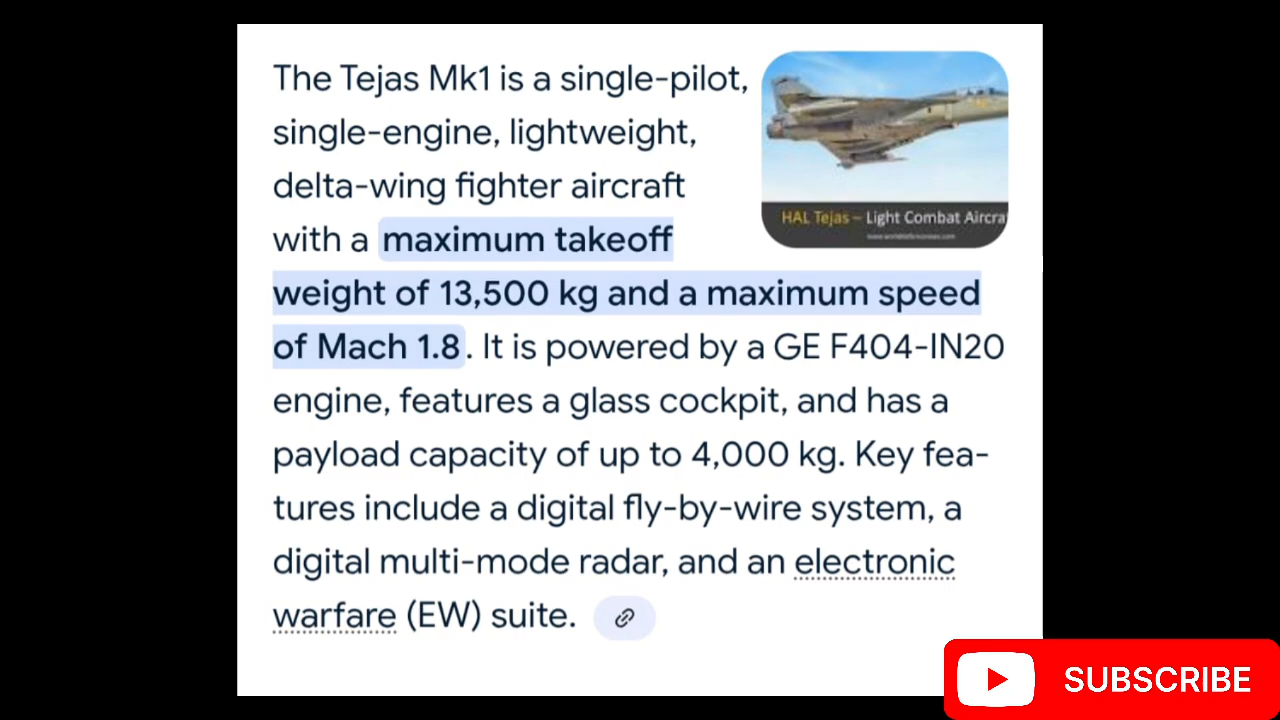 The Tejas Mk1 is a single-pilot,
single-engine, lightweight,
delta-wing fighter aircraft
with a maximum takeoff
weight of 13,500 kg and a maximum speed
of Mach 1.8. It is powered by a GE F404-IN20
engine, features a glass cockpit, and has a
payload capacity of up to 4,000 kg. Key fea-
tures include a digital fly-by-wire system, a
digital multi-mode radar, and an electronic
warfare (EW) suite.
HAL Tejas – Light Combat Aircra
SUBSCRIBE